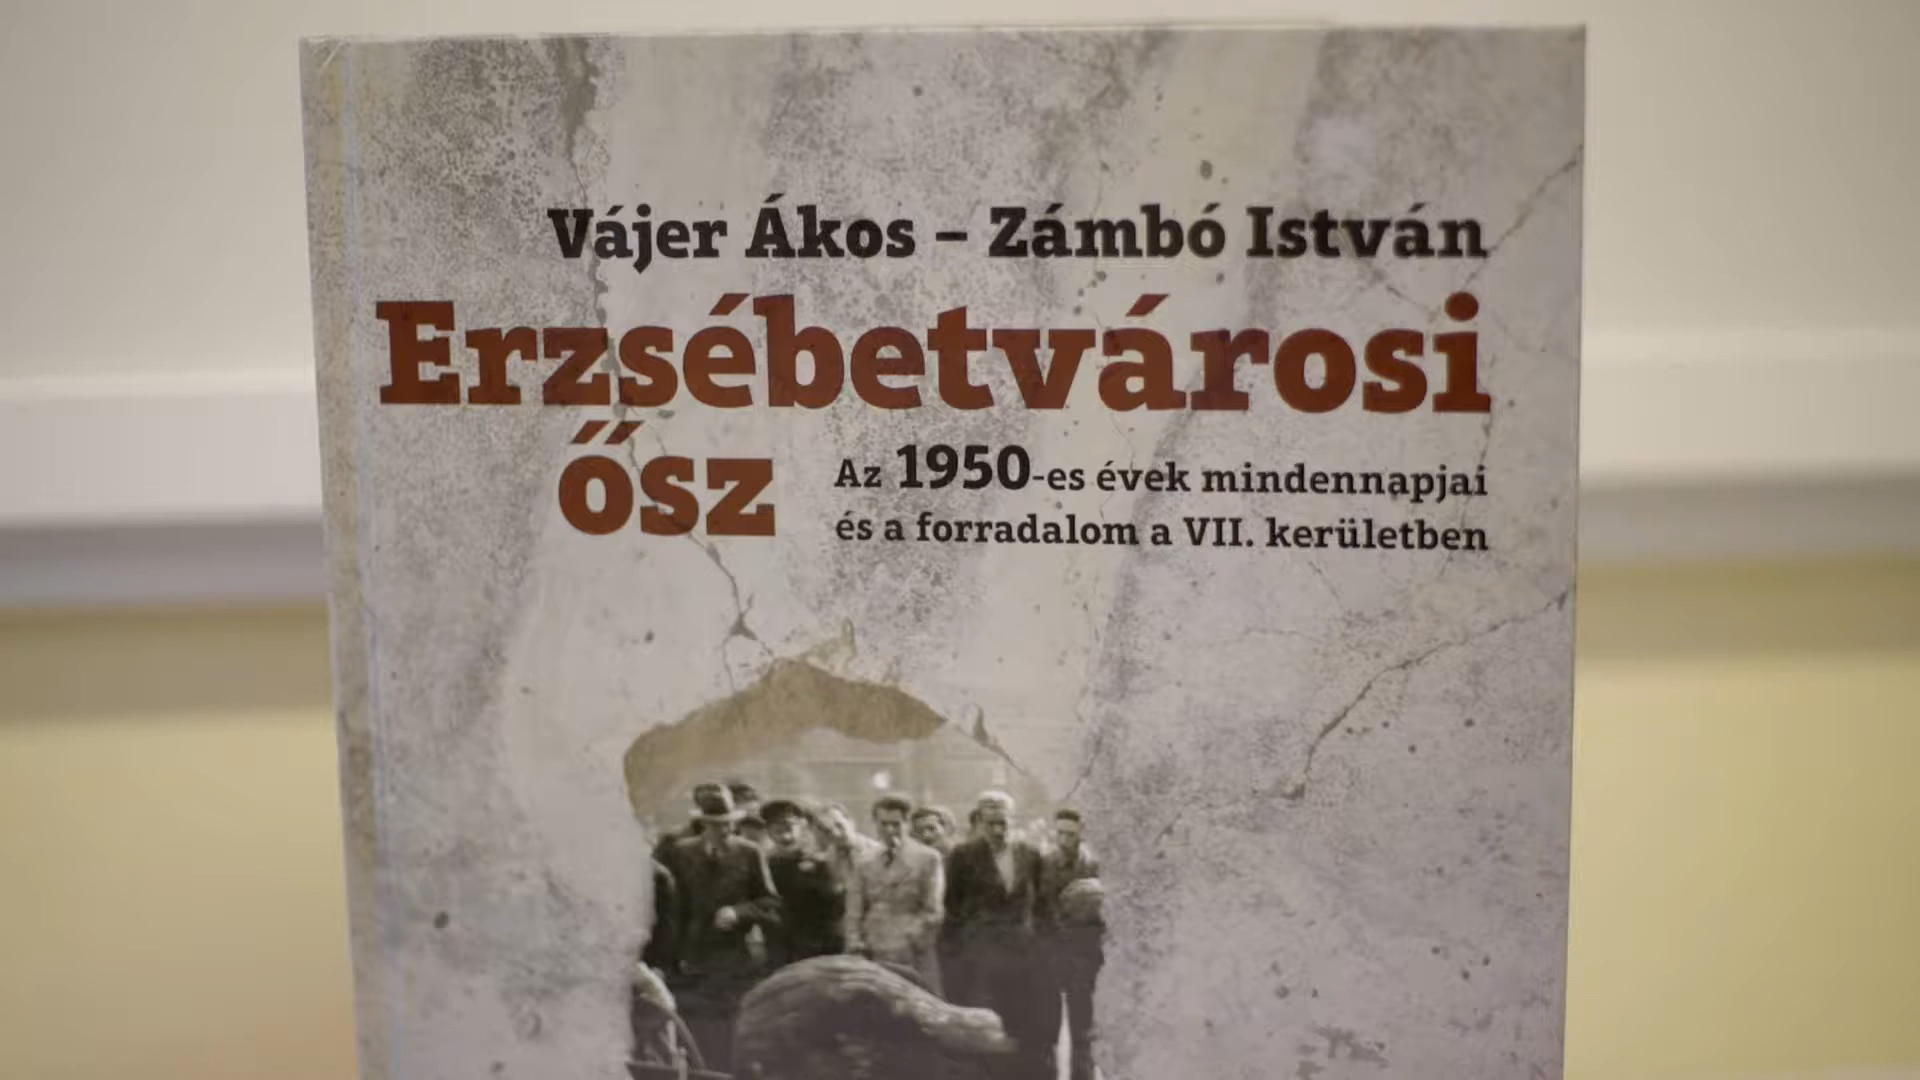 Vájer Ákos – Zámbó István
Erzsébetvárosi
ősz
Az 1950-es évek mindennapjai
és a forradalom a VII. kerületben